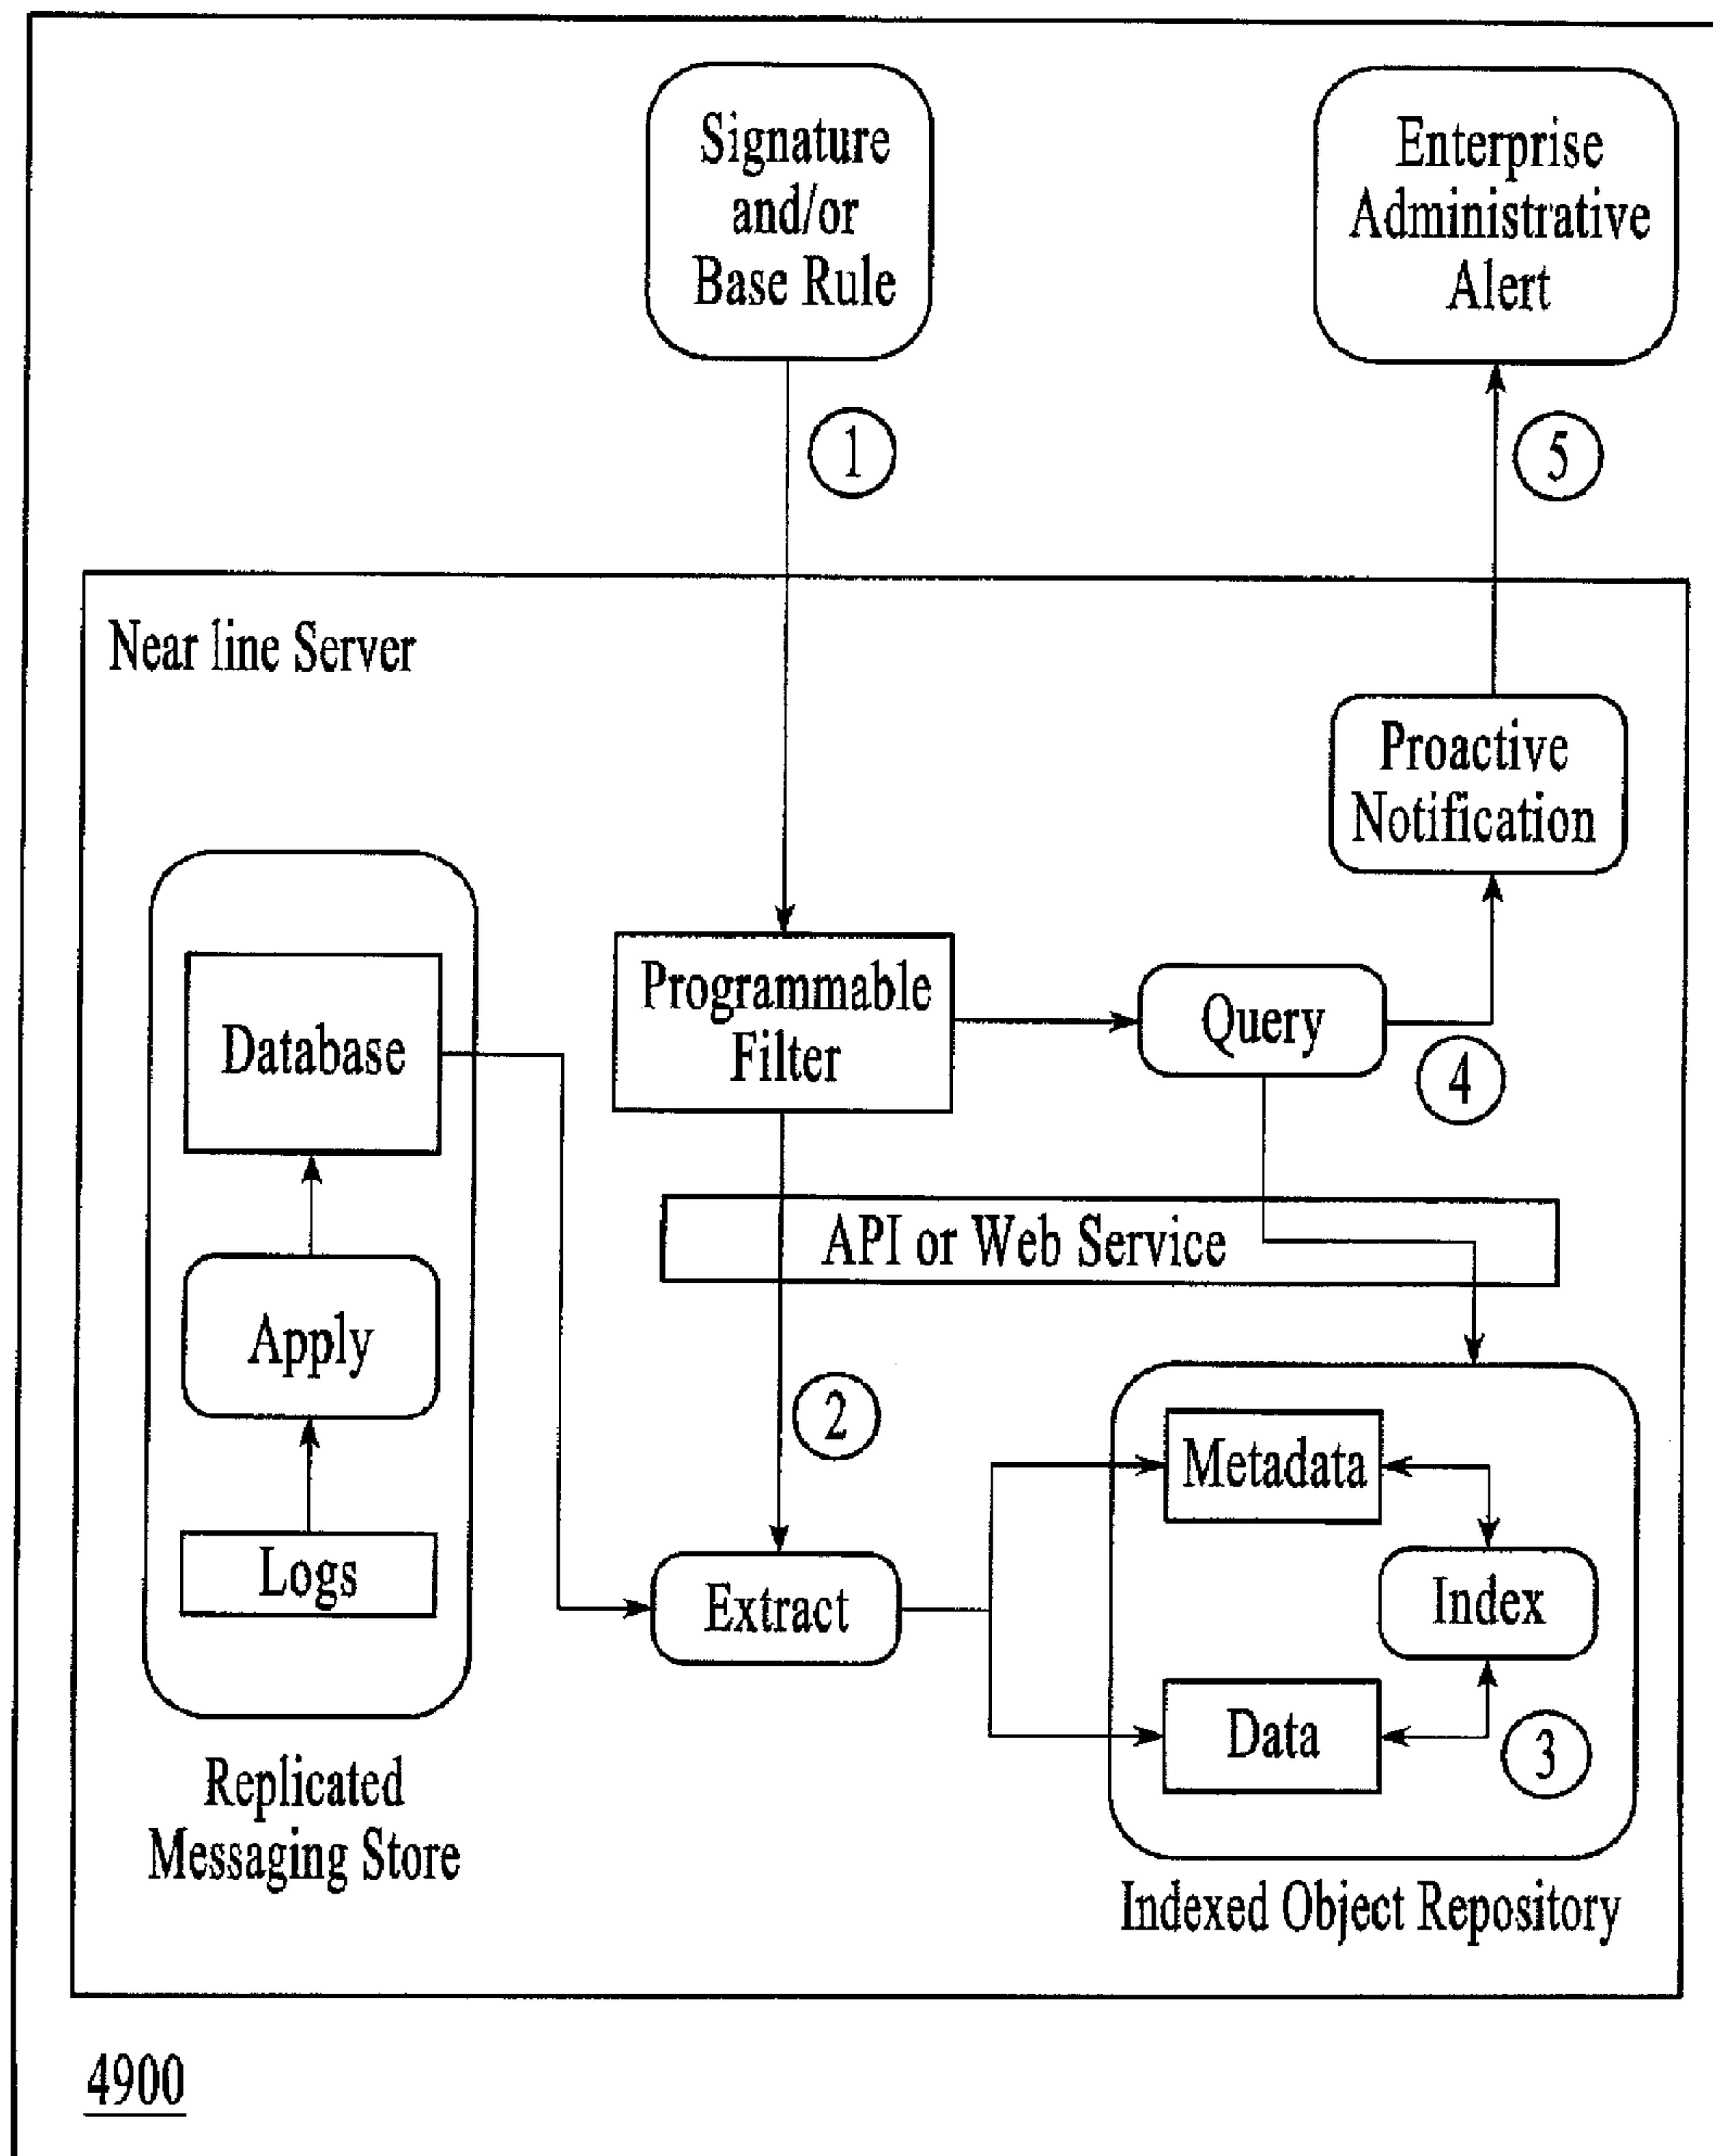 Signature
and/or
Base Rule
Enterprise
Administrative
Alert
1
5
Near line Server
Proactive
Notification
Programmable
Filter
Query
4
Database
API or Web Service
Apply
2
Metadata
Logs
Extract
Index
Data
3
Replicated
Messaging Store
Indexed Object Repository
4900